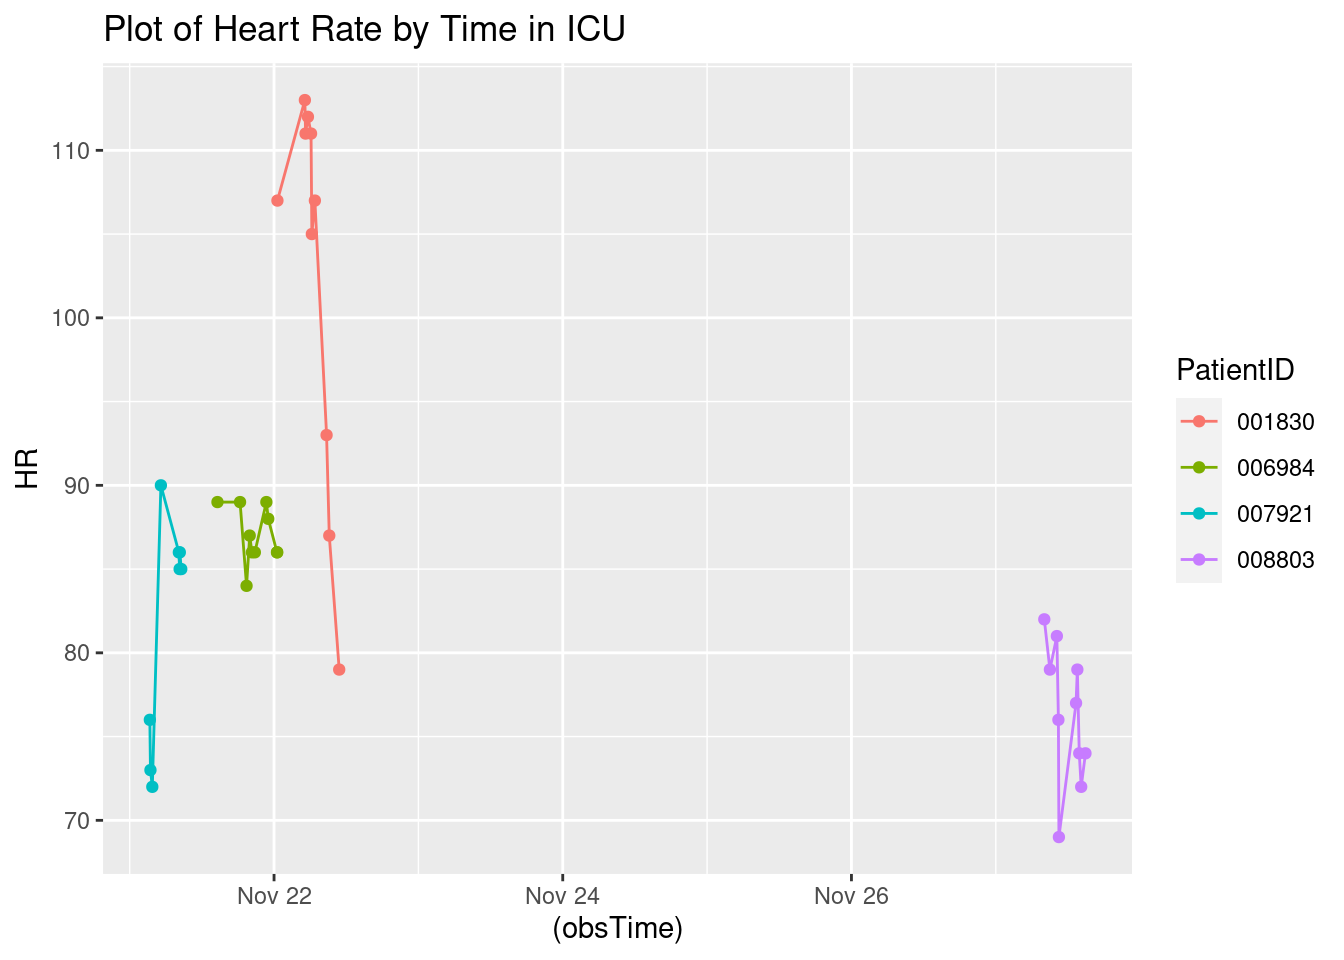 Plot of Heart Rate by Time in ICU
110
100
90
80
70
HR
Nov 22
Nov 24
Nov 26
(obsTime)
PatientID
001830
006984
007921
008803